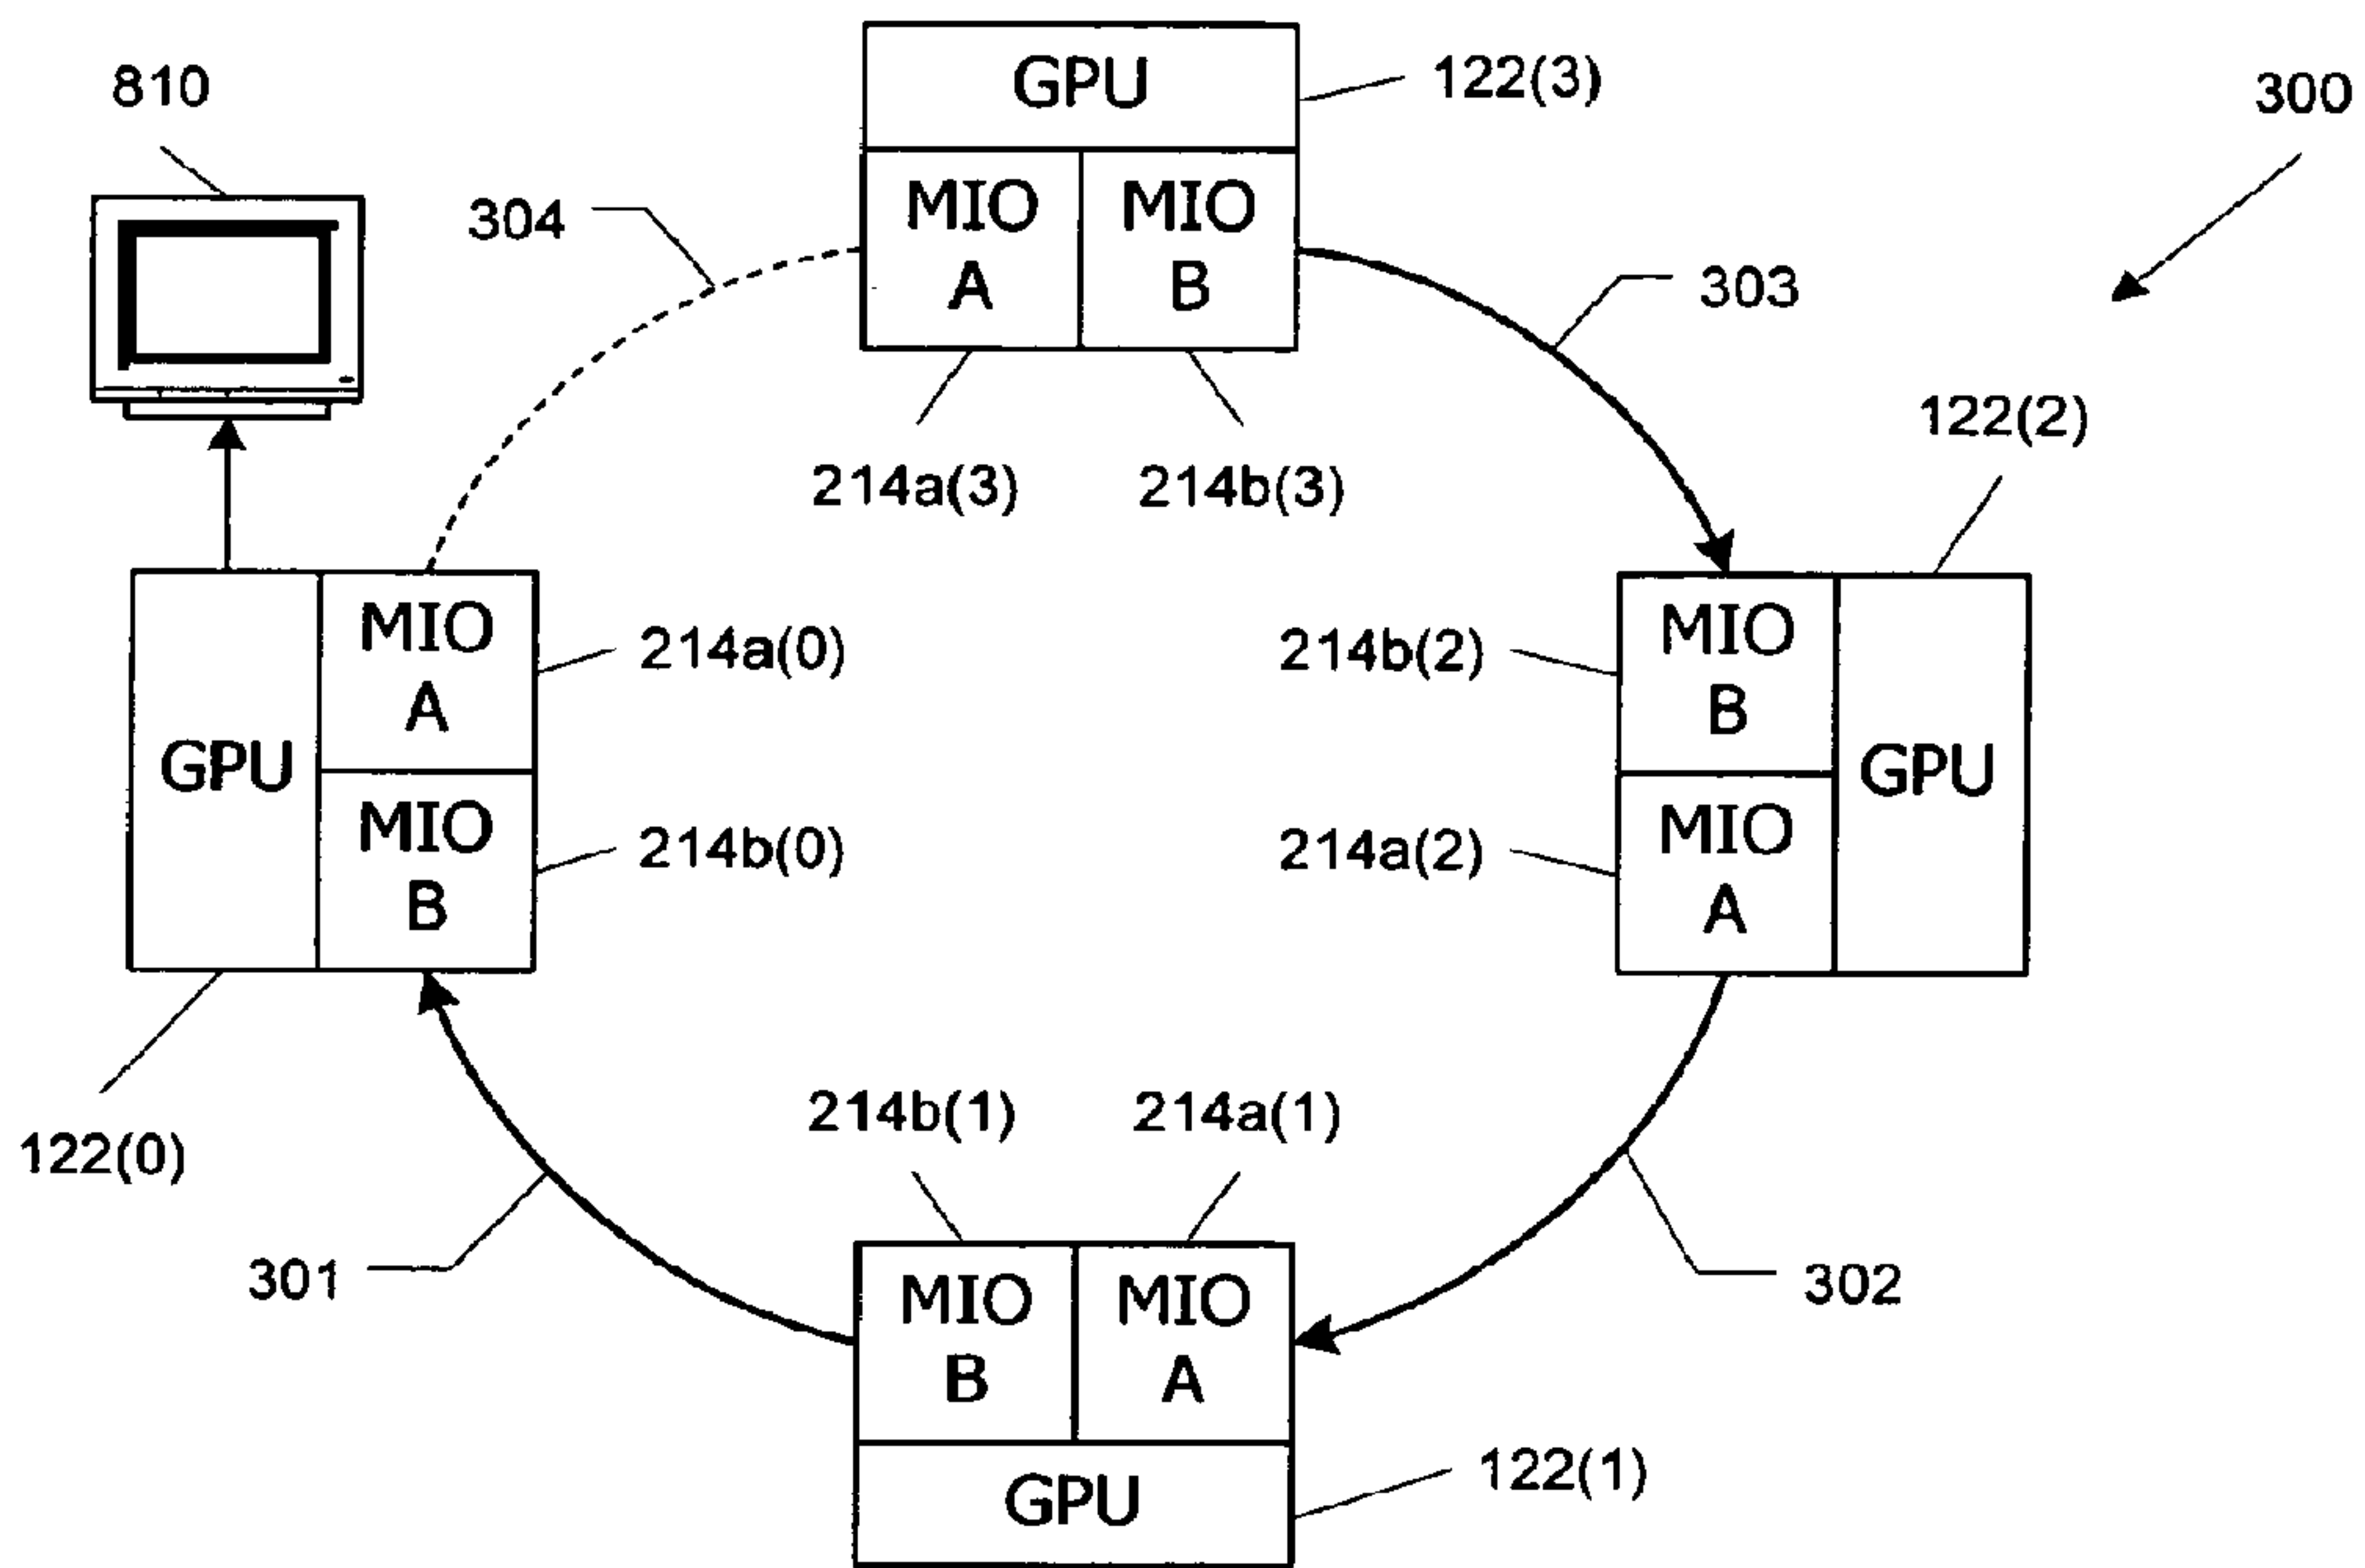 GPU
122(3)
810
300
MIO
A
MIO
B
304
303
122(2)
214a(3)
214b(3)
GPU
MIO
A
214a(0)
MIO
B
214b(0)
214b(2)
MIO
B
214a(2)
MIO
A
GPU
122(0)
214b(1)
214a(1)
301
302
MIO
B
MIO
A
GPU
122(1)